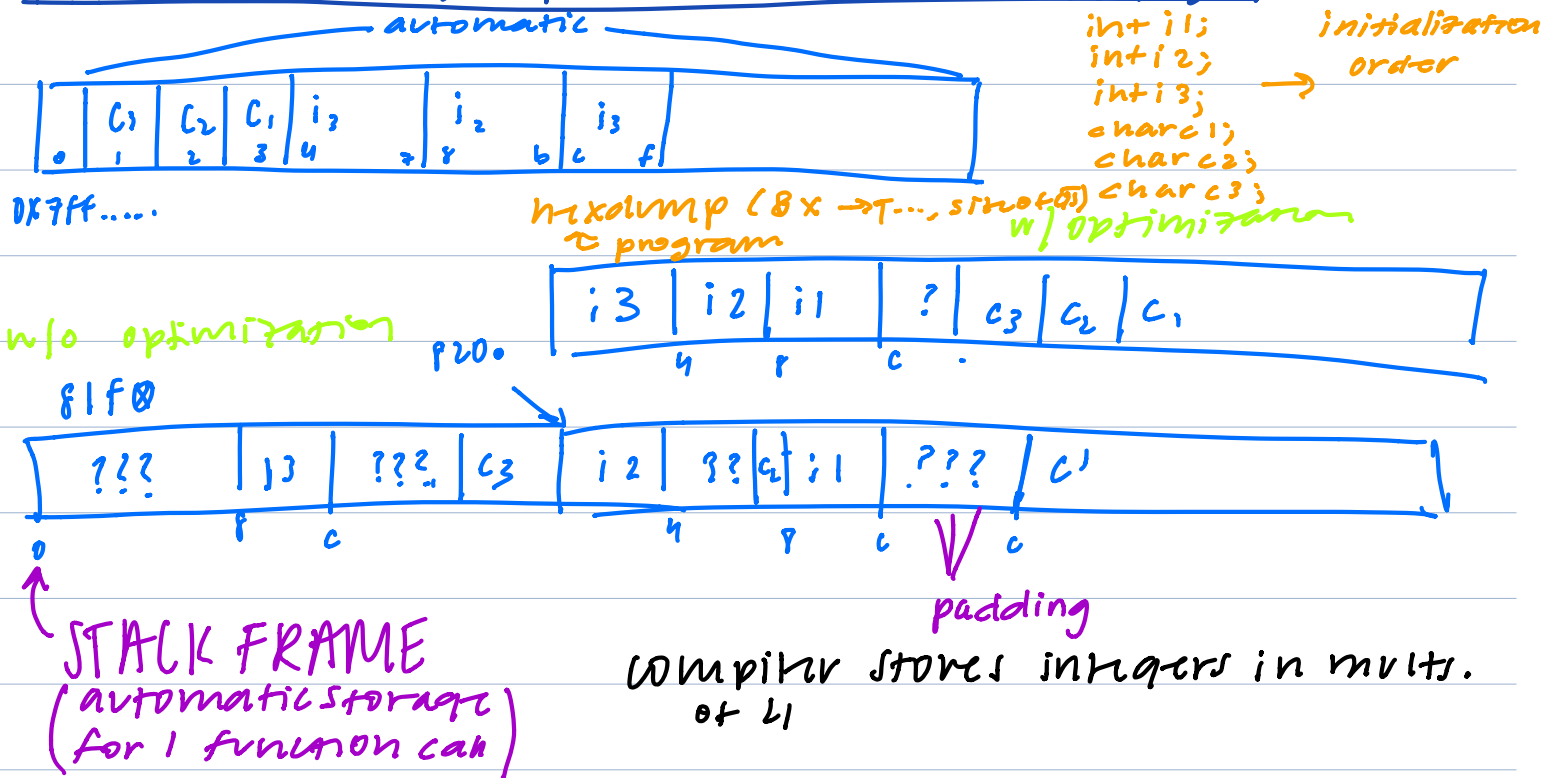 automatic
int i1;
int i2;
int i3;
char c1;
char c2;
char c3;
→ initialization
order
C3 C2 C1 i3 i2 i3
0 1 2 3 4 7 8 b c f
0x7ff.....
hexdump (8x →T..., sizeof
↑ program
w/ optimization
i3 i2 i1 ? C3 C2 C1
4 8 c
w/o optimization
8200
81f0
??? i3 ??? C3 i2 ?? C2 i1 ??? C1
0 8 c 4 8 c c
padding
STACK FRAME
(automatic storage
for 1 function call)
compiler stores integers in mults.
of 4